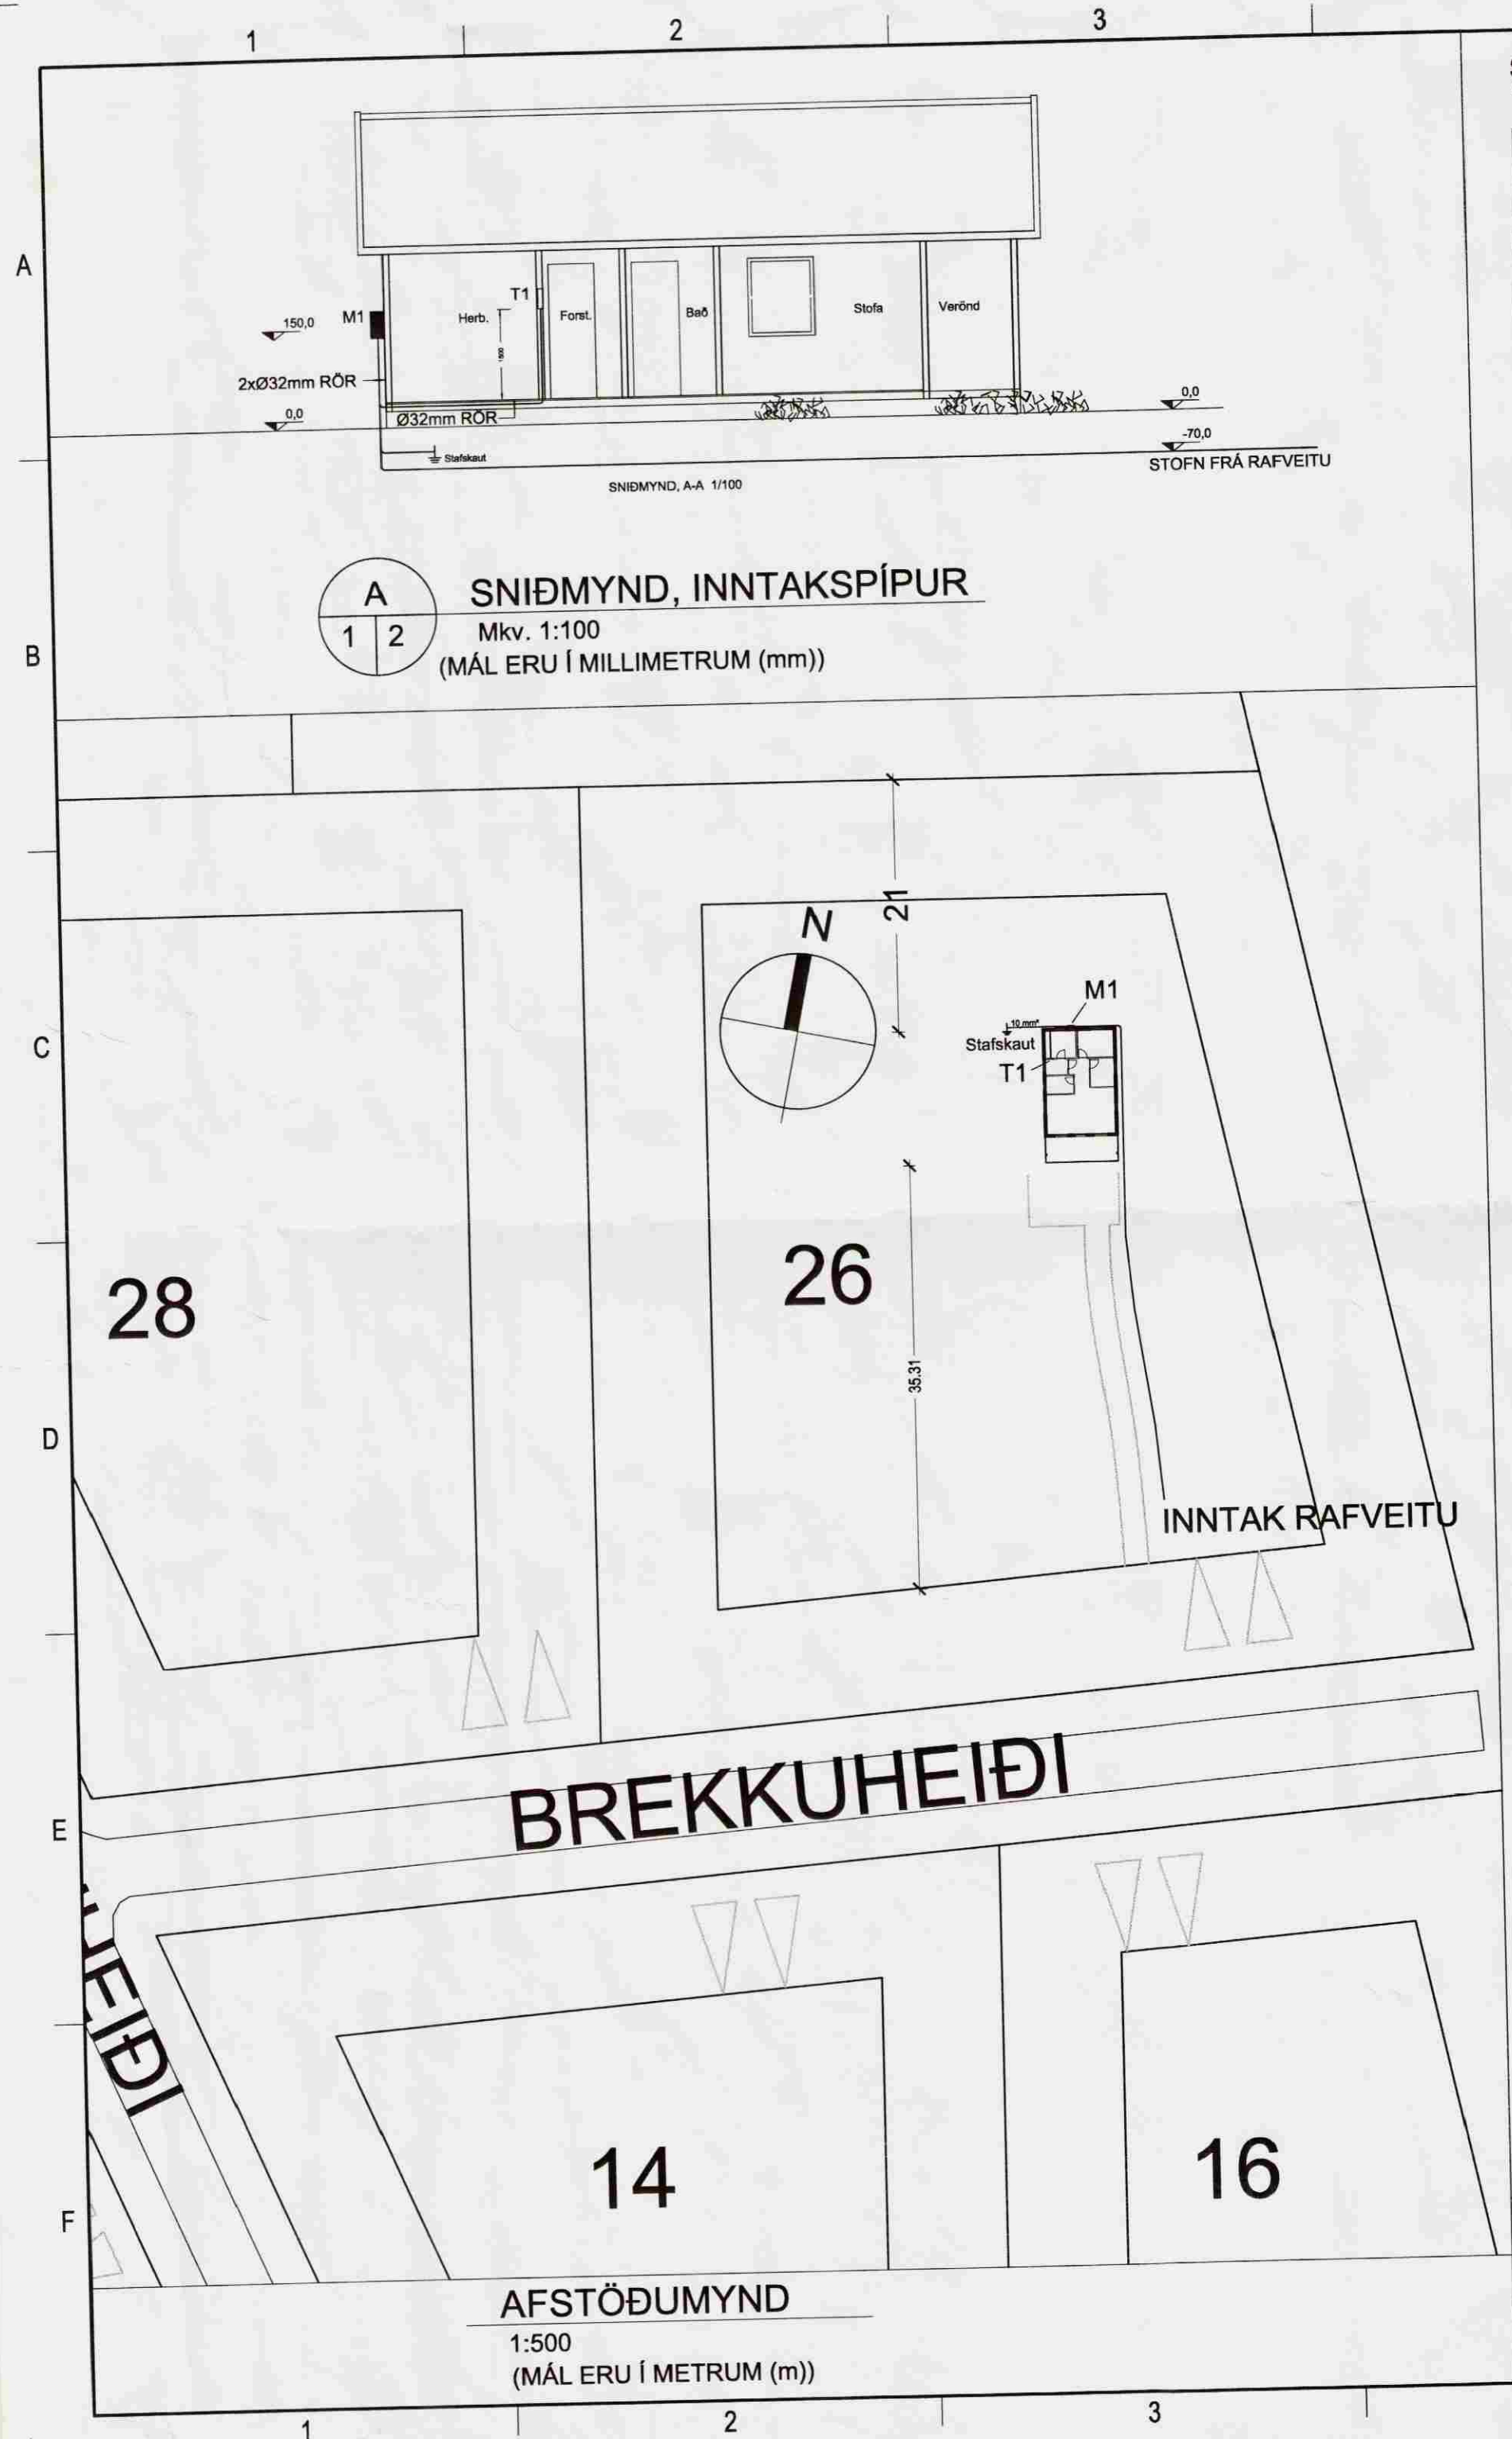 1 2 3
A
T1
M1
150,0
Herb.
1500
Forst.
Bað
Stofa
Verönd
2xØ32mm RÖR
0,0
Ø32mm RÖR
0,0
Stafskaut
-70,0
STOFN FRÁ RAFVEITU
SNIÐMYND, A-A 1/100
A
1 2
SNIÐMYND, INNTAKSPÍPUR
Mkv. 1:100
(MÁL ERU Í MILLIMETRUM (mm))
B
21
N
M1
10 mm²
Stafskaut
T1
C
28
26
35.31
D
INNTAK RAFVEITU
BREKKUHEIÐI
E
HEIÐI
14
16
F
AFSTÖÐUMYND
1:500
(MÁL ERU Í METRUM (m))
1 2 3